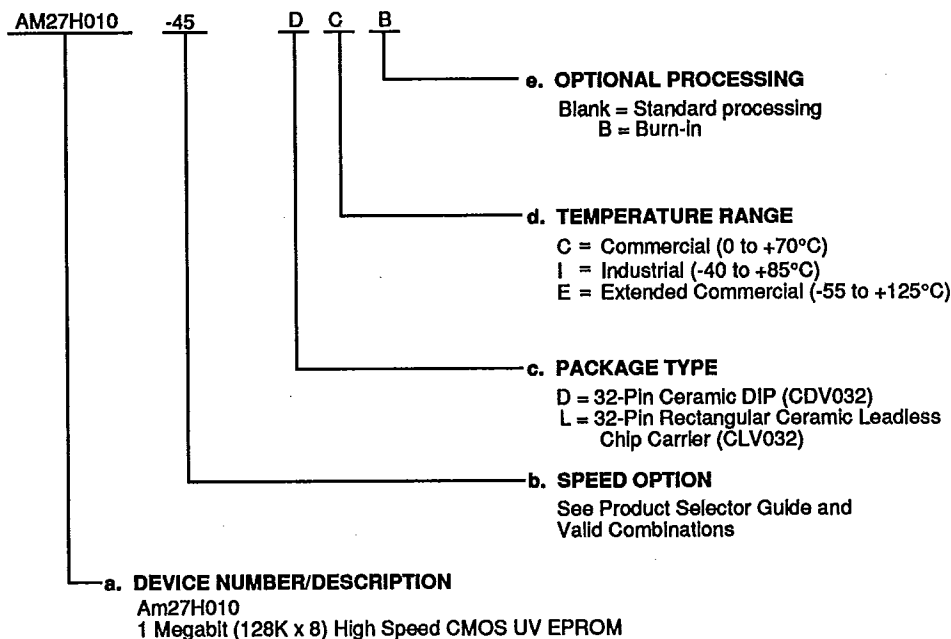 AM27H010 -45 D C B
e. OPTIONAL PROCESSING
Blank = Standard processing
B = Burn-in
d. TEMPERATURE RANGE
C = Commercial (0 to +70°C)
I = Industrial (-40 to +85°C)
E = Extended Commercial (-55 to +125°C)
c. PACKAGE TYPE
D = 32-Pin Ceramic DIP (CDV032)
L = 32-Pin Rectangular Ceramic Leadless
Chip Carrier (CLV032)
b. SPEED OPTION
See Product Selector Guide and
Valid Combinations
a. DEVICE NUMBER/DESCRIPTION
Am27H010
1 Megabit (128K x 8) High Speed CMOS UV EPROM